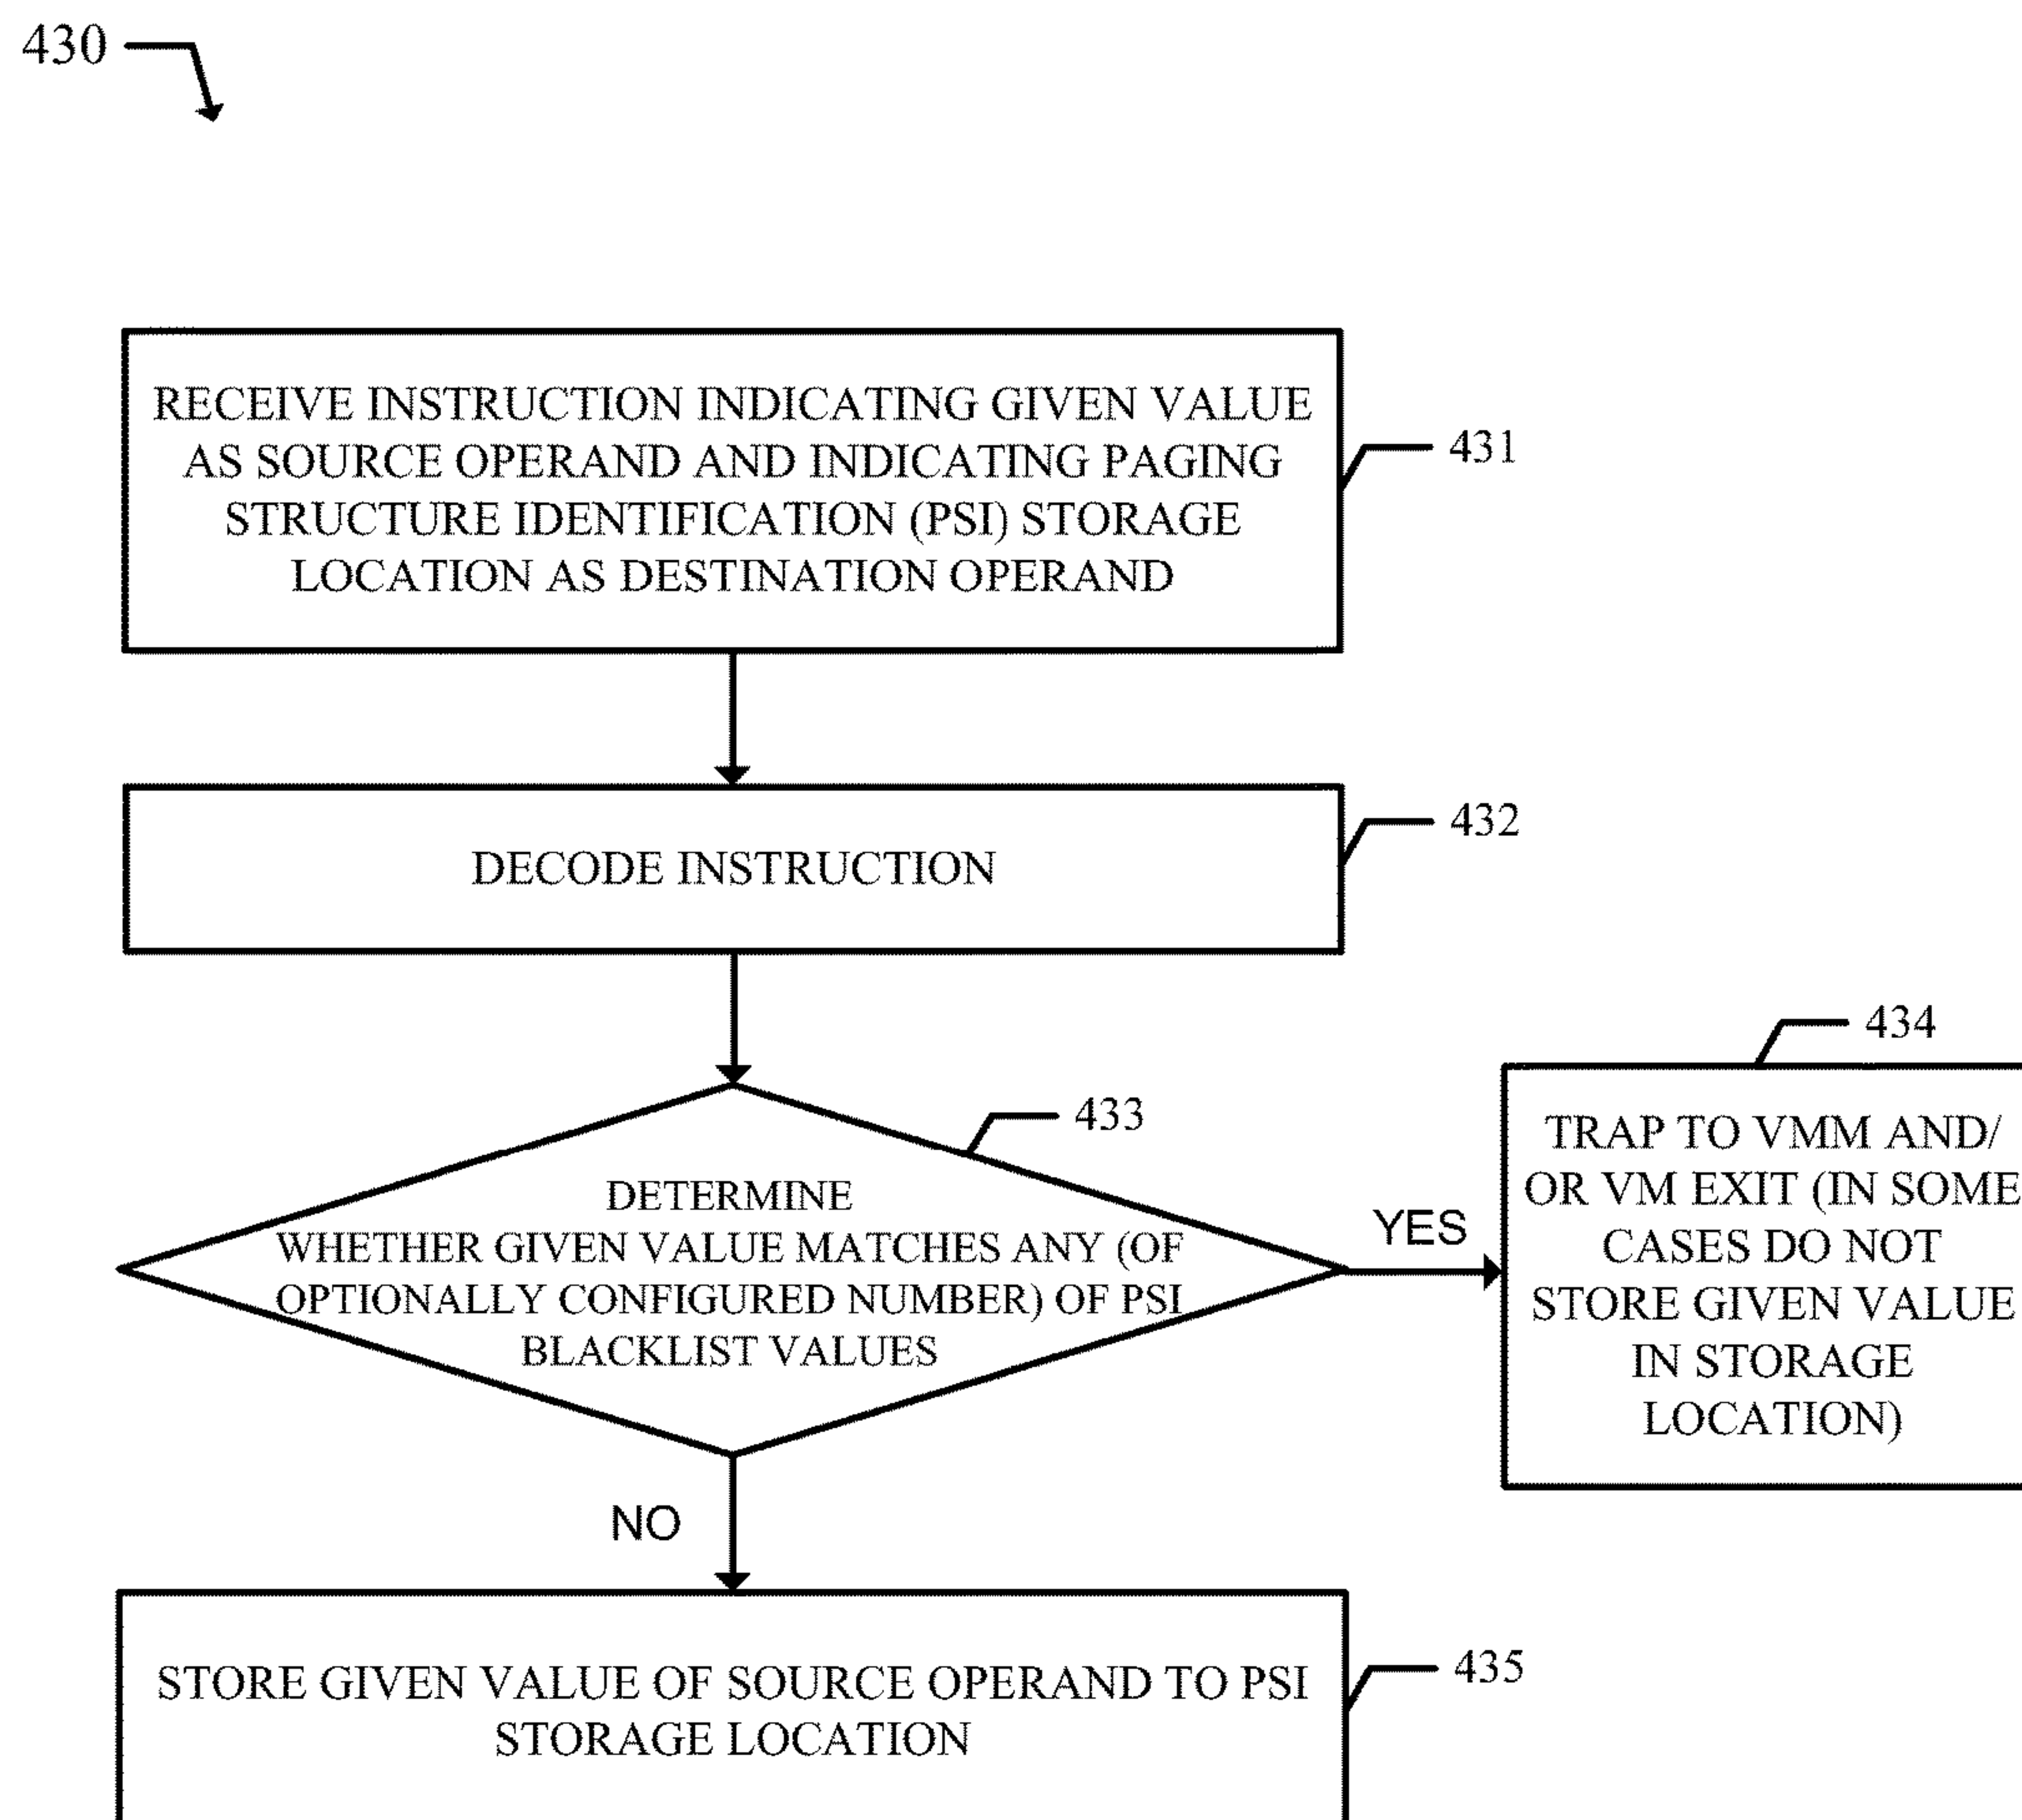 430
RECEIVE INSTRUCTION INDICATING GIVEN VALUE
AS SOURCE OPERAND AND INDICATING PAGING
STRUCTURE IDENTIFICATION (PSI) STORAGE
LOCATION AS DESTINATION OPERAND
431
DECODE INSTRUCTION
432
433
DETERMINE
WHETHER GIVEN VALUE MATCHES ANY (OF
OPTIONALLY CONFIGURED NUMBER) OF PSI
BLACKLIST VALUES
YES
434
TRAP TO VMM AND/
OR VM EXIT (IN SOME
CASES DO NOT
STORE GIVEN VALUE
IN STORAGE
LOCATION)
NO
STORE GIVEN VALUE OF SOURCE OPERAND TO PSI
STORAGE LOCATION
435